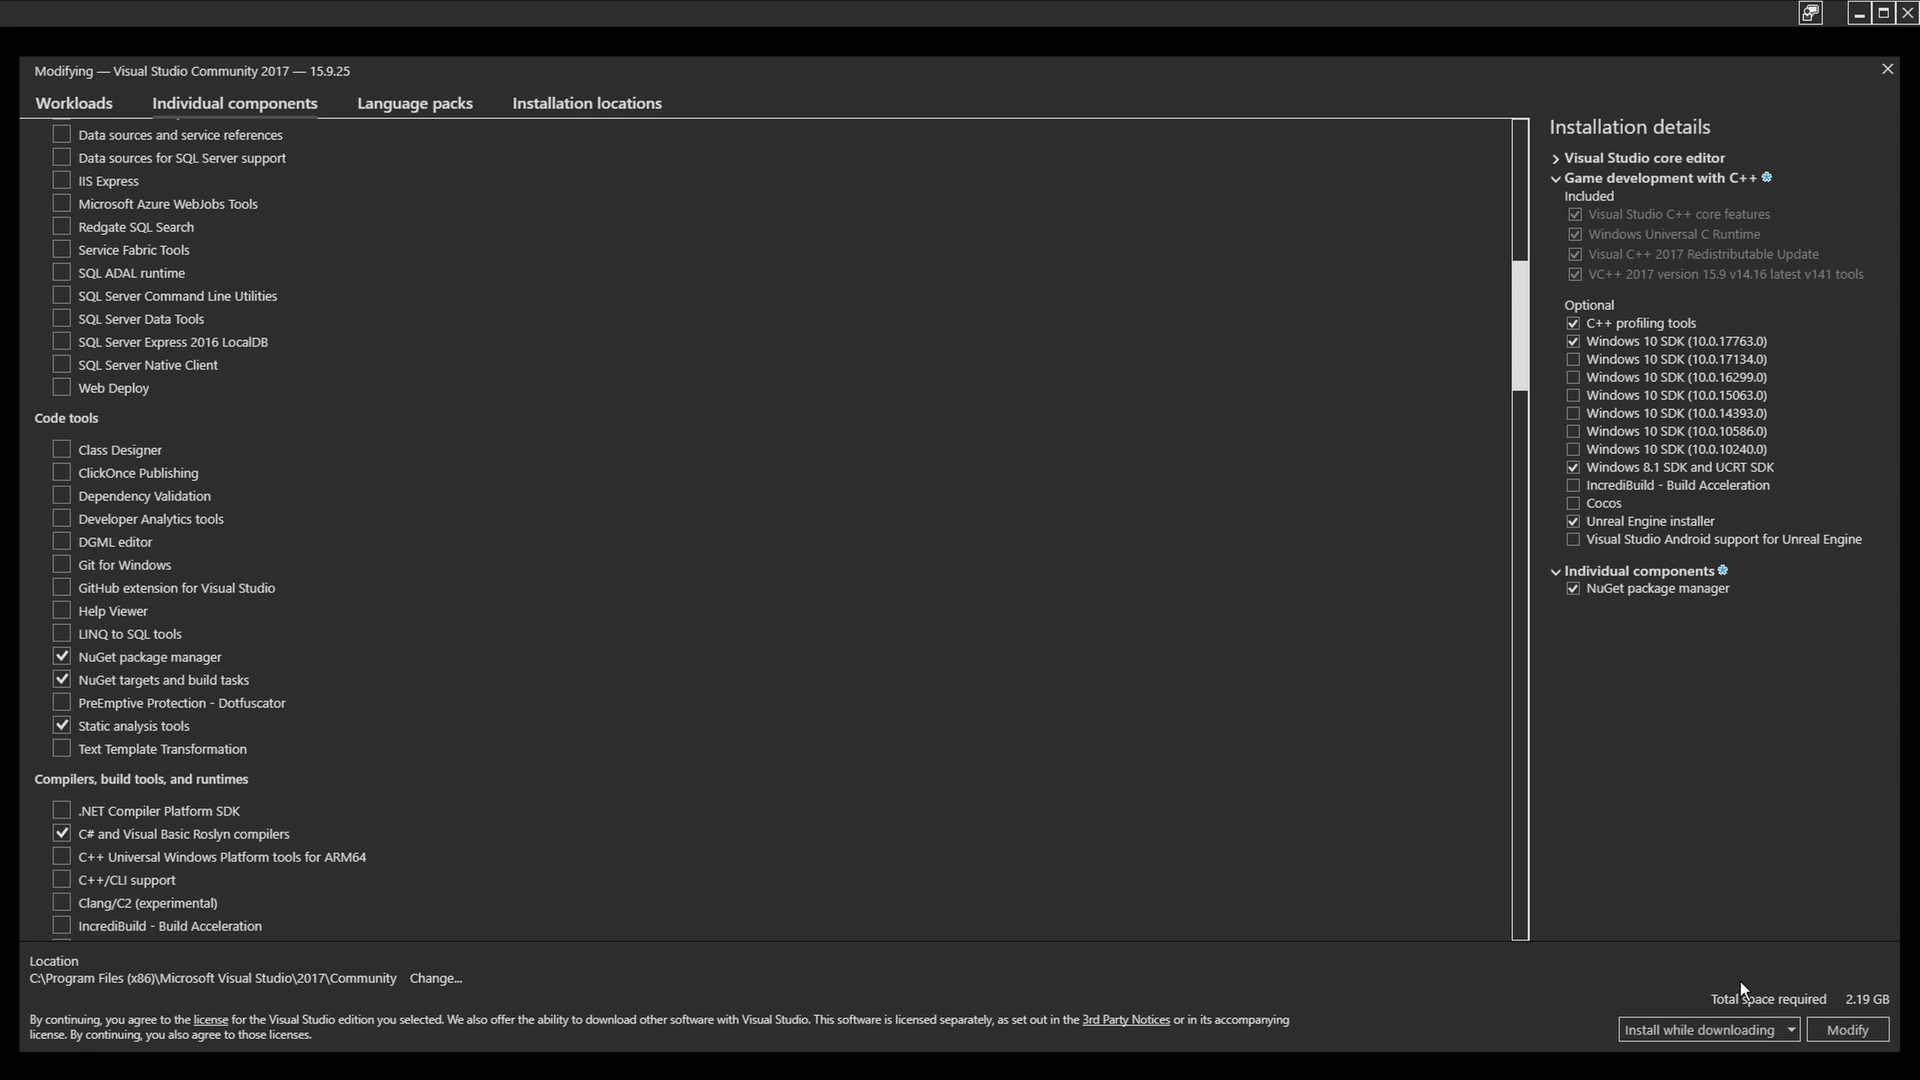 Modifying — Visual Studio Community 2017 — 15.9.25
Workloads
Individual components
Language packs
Installation locations
Data sources and service references
Data sources for SQL Server support
IIS Express
Microsoft Azure WebJobs Tools
Redgate SQL Search
Service Fabric Tools
SQL ADAL runtime
SQL Server Command Line Utilities
SQL Server Data Tools
SQL Server Express 2016 LocalDB
SQL Server Native Client
Web Deploy
Code tools
Class Designer
ClickOnce Publishing
Dependency Validation
Developer Analytics tools
DGML editor
Git for Windows
GitHub extension for Visual Studio
Help Viewer
LINQ to SQL tools
NuGet package manager
NuGet targets and build tasks
PreEmptive Protection - Dotfuscator
Static analysis tools
Text Template Transformation
Compilers, build tools, and runtimes
.NET Compiler Platform SDK
C# and Visual Basic Roslyn compilers
C++ Universal Windows Platform tools for ARM64
C++/CLI support
Clang/C2 (experimental)
IncrediBuild - Build Acceleration
Installation details
Visual Studio core editor
Game development with C++
Included
Visual Studio C++ core features
Windows Universal C Runtime
Visual C++ 2017 Redistributable Update
VC++ 2017 version 15.9 v14.16 latest v141 tools
Optional
C++ profiling tools
Windows 10 SDK (10.0.17763.0)
Windows 10 SDK (10.0.17134.0)
Windows 10 SDK (10.0.16299.0)
Windows 10 SDK (10.0.15063.0)
Windows 10 SDK (10.0.14393.0)
Windows 10 SDK (10.0.10586.0)
Windows 10 SDK (10.0.10240.0)
Windows 8.1 SDK and UCRT SDK
IncrediBuild - Build Acceleration
Cocos
Unreal Engine installer
Visual Studio Android support for Unreal Engine
Individual components
NuGet package manager
Location
C:\Program Files (x86)\Microsoft Visual Studio\2017\Community Change...
Total space required 2.19 GB
By continuing, you agree to the license for the Visual Studio edition you selected. We also offer the ability to download other software with Visual Studio. This software is licensed separately, as set out in the 3rd Party Notices or in its accompanying
license. By continuing, you also agree to those licenses.
Install while downloading
Modify